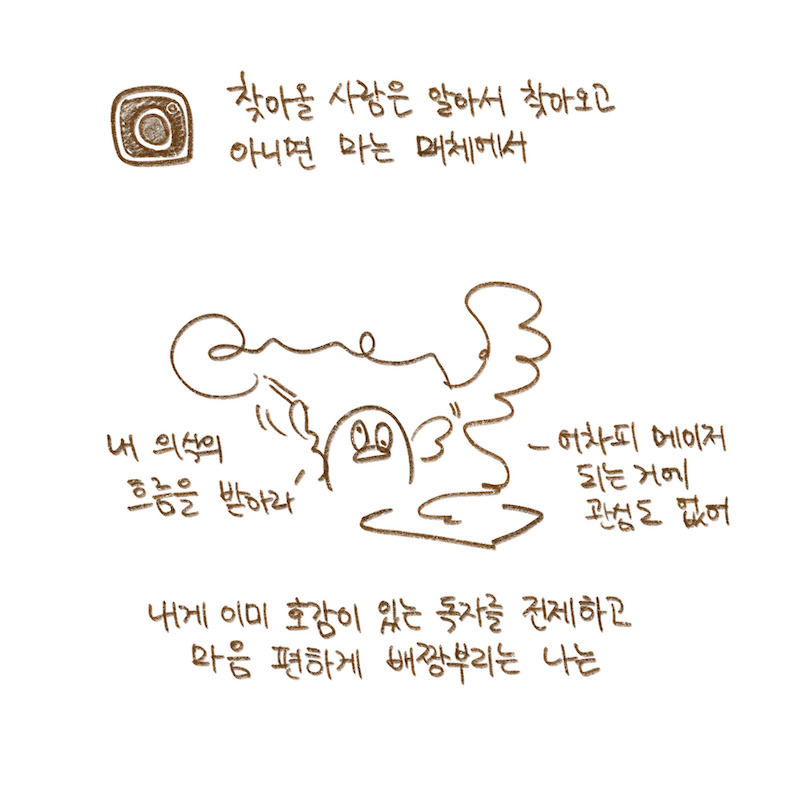 찾아올 사람은 알아서 찾아오고
아니면 마는 매체에서
내 의식의
흐름을 받아라
어차피 메이저
되는 거에
관심도 없어
내게 이미 호감이 있는 독자를 전제하고
마음 편하게 배짱부리는 나는